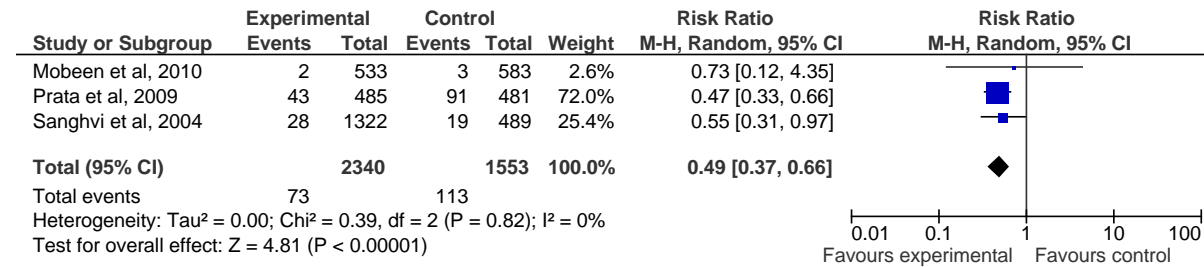 Experimental Control Risk Ratio Risk Ratio
Study or Subgroup Events Total Events Total Weight M-H, Random, 95% CI M-H, Random, 95% CI
Mobeen et al, 2010 2 533 3 583 2.6% 0.73 [0.12, 4.35]
Prata et al, 2009 43 485 91 481 72.0% 0.47 [0.33, 0.66]
Sanghvi et al, 2004 28 1322 19 489 25.4% 0.55 [0.31, 0.97]
Total (95% CI) 2340 1553 100.0% 0.49 [0.37, 0.66]
Total events 73 113
Heterogeneity: Tau² = 0.00; Chi² = 0.39, df = 2 (P = 0.82); I² = 0%
Test for overall effect: Z = 4.81 (P < 0.00001)
0.01 0.1 1 10 100
Favours experimental Favours control